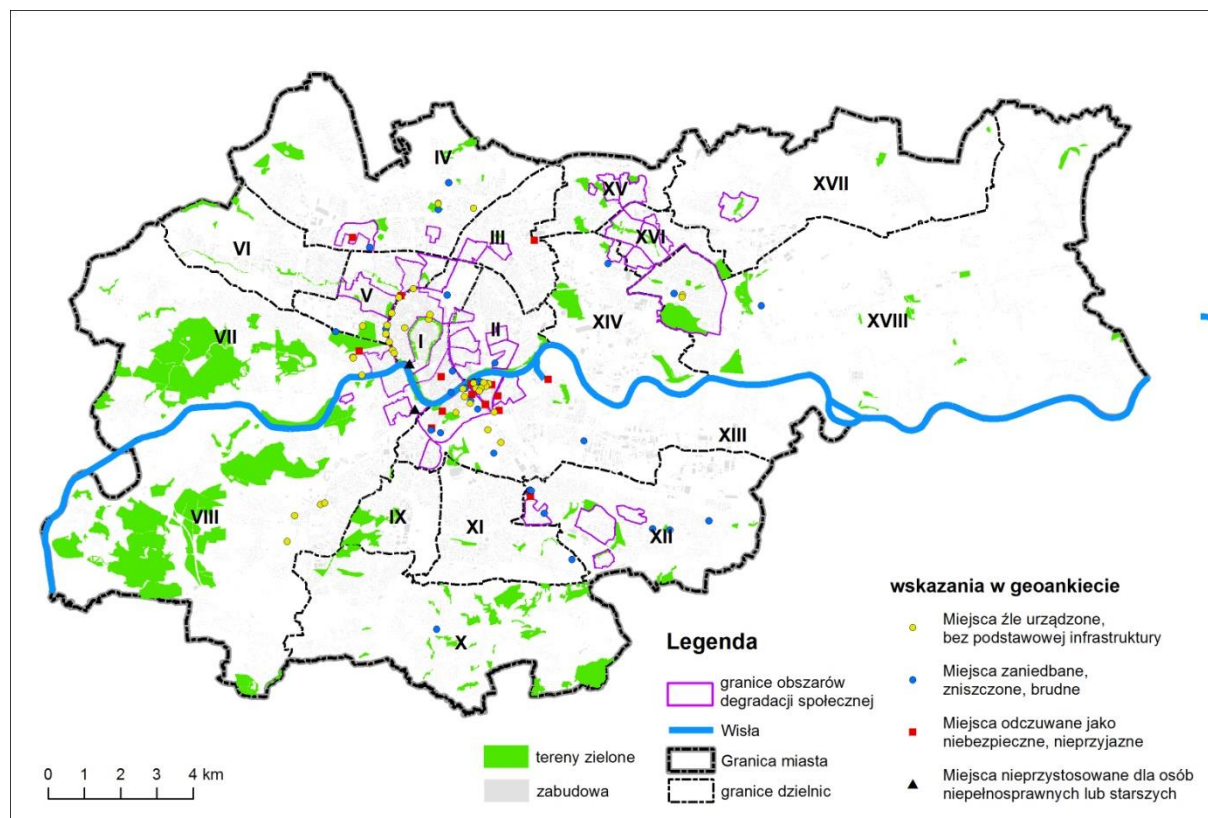 IV
XV
XVII
III
XVI
VI
V
VII
I
II
XIV
XVIII
XIII
VIII
IX
XI
XII
X
wskazania w geoankiecie
Miejsca źle urządzone,
bez podstawowej infrastruktury
Miejsca zaniedbane,
zniszczone, brudne
Miejsca odczuwane jako
niebezpieczne, nieprzyjazne
Miejsca nieprzystosowane dla osób
niepełnosprawnych lub starszych
Legenda
granice obszarów
degradacji społecznej
Wisła
Granica miasta
granice dzielnic
tereny zielone
zabudowa
0 1 2 3 4 km